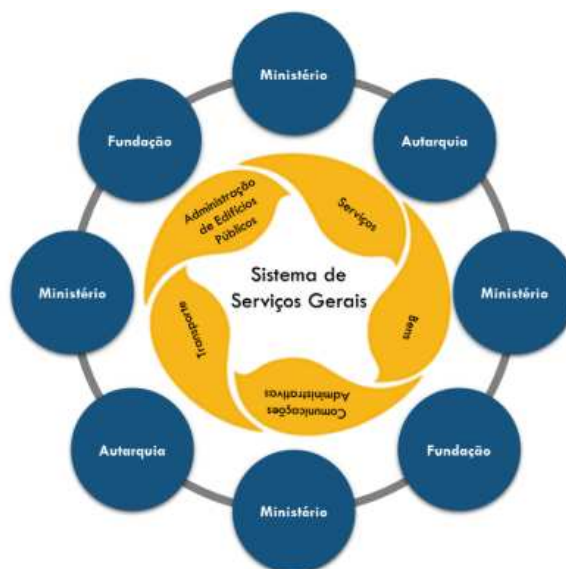 Ministério
Fundação
Autarquia
Administração
de Edifícios
Públicos
Serviços
Sistema de
Serviços Gerais
Ministério
Ministério
Transporte
Bens
Comunicações
Administrativas
Autarquia
Fundação
Ministério